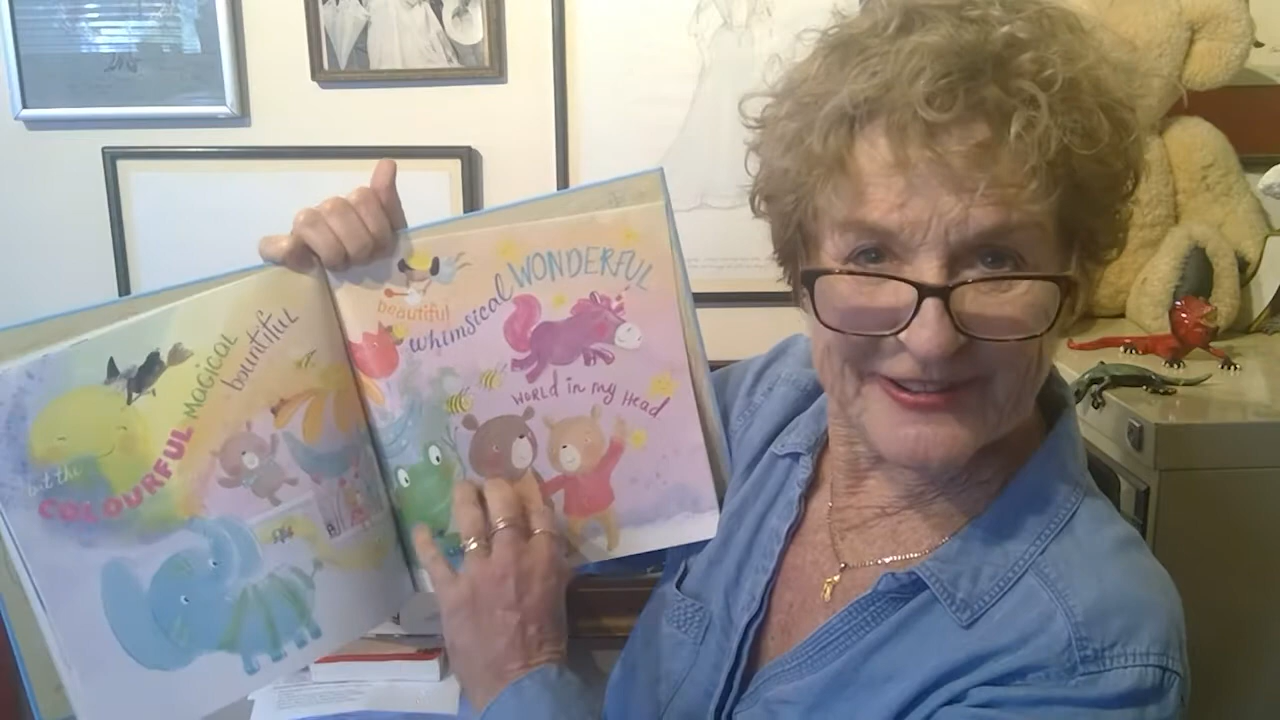 but the
COLOURFUL MAGICAL
bountiful
beautiful
whimsical WONDERFUL
WORLD in my Head